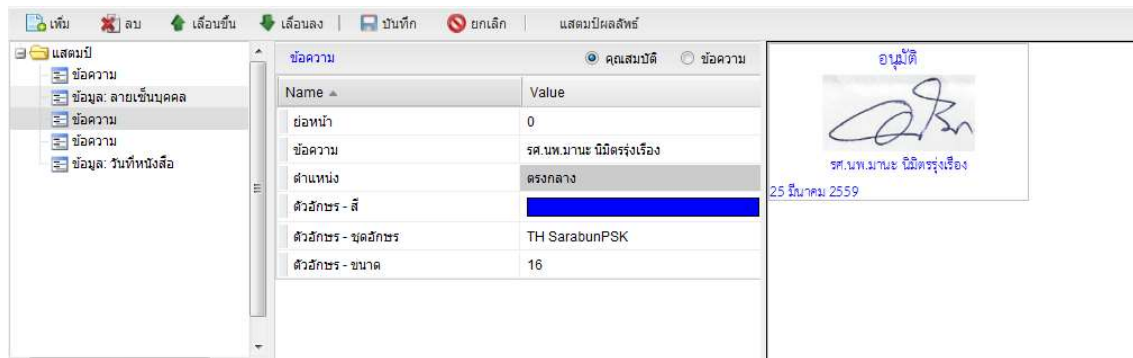 เพิ่ม ลบ เลื่อนขึ้น เลื่อนลง | บันทึก ยกเลิก | แสตมป์ผลลัพธ์
แสตมป์
ข้อความ
ข้อมูล: ลายเซ็นบุคคล
ข้อความ
ข้อความ
ข้อมูล: วันที่หนังสือ
ข้อความ คุณสมบัติ ข้อความ
Name Value
ย่อหน้า 0
ข้อความ รศ.นพ.มานะ นิมิตรรุ่งเรือง
ตำแหน่ง ตรงกลาง
ตัวอักษร - สี
ตัวอักษร - ชุดอักษร TH SarabunPSK
ตัวอักษร - ขนาด 16
อนุมัติ
รศ.นพ.มานะ นิมิตรรุ่งเรือง
25 มีนาคม 2559